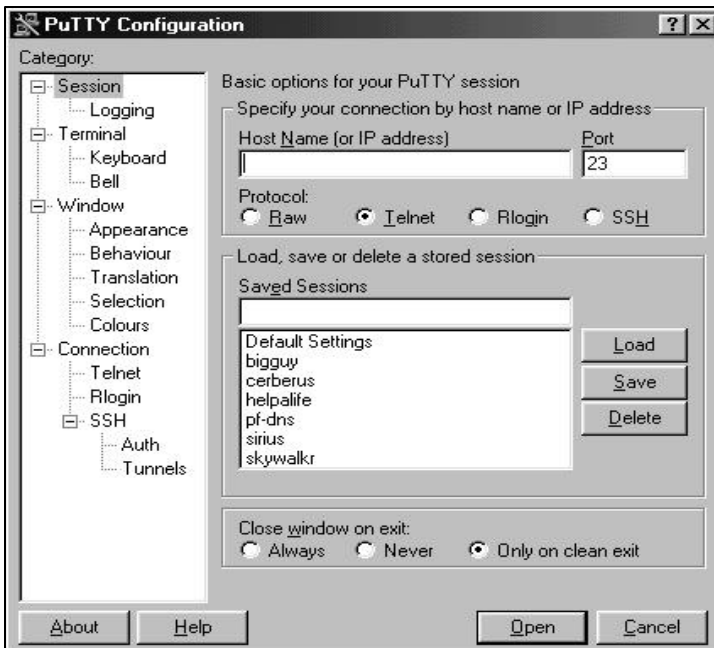 PuTTY Configuration
Category:
Session
Logging
Terminal
Keyboard
Bell
Window
Appearance
Behaviour
Translation
Selection
Colours
Connection
Telnet
Rlogin
SSH
Auth
Tunnels
Basic options for your PuTTY session
Specify your connection by host name or IP address
Host Name (or IP address) Port
23
Protocol:
Raw Telnet Rlogin SSH
Load, save or delete a stored session
Saved Sessions
Default Settings
bigguy
cerberus
helpalife
pf-dns
sirius
skywalkr
Load
Save
Delete
Close window on exit:
Always Never Only on clean exit
About Help Open Cancel